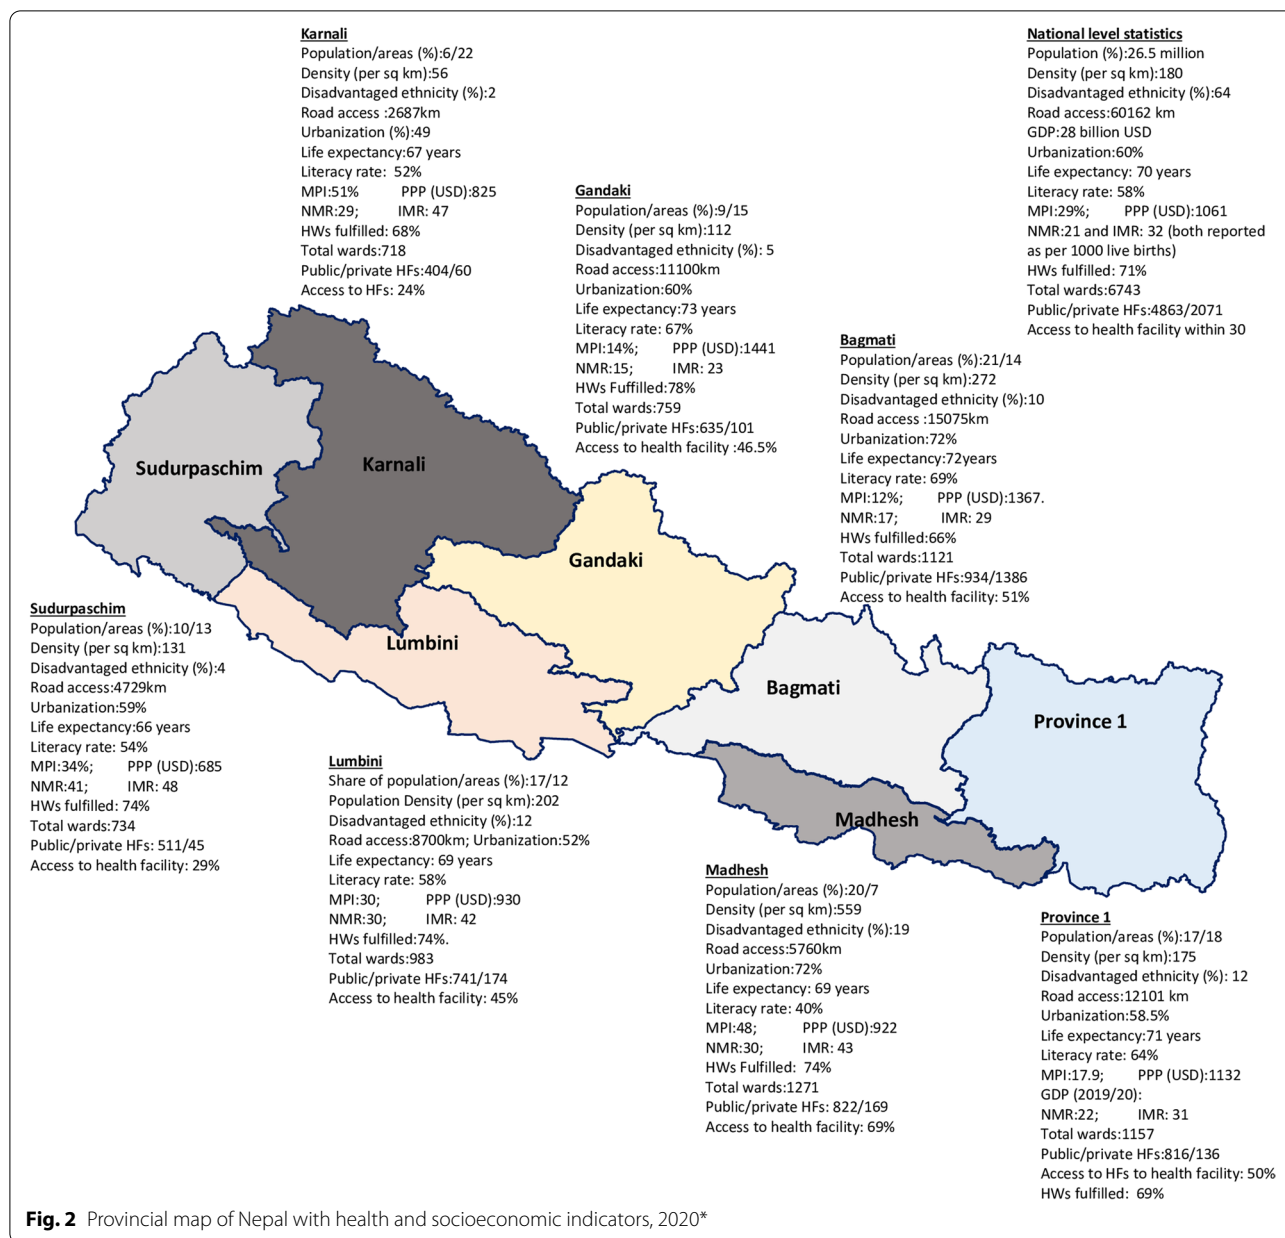 Karnali
Population/areas (%):6/22
Density (per sq km):56
Disadvantaged ethnicity (%):2
Road access :2687km
Urbanization (%):49
Life expectancy:67 years
Literacy rate: 52%
MPI:51% PPP (USD):825
NMR:29; IMR: 47
HWs fulfilled: 68%
Total wards:718
Public/private HFs:404/60
Access to HFs: 24%
National level statistics
Population (%):26.5 million
Density (per sq km):180
Disadvantaged ethnicity (%):64
Road access:60162 km
GDP:28 billion USD
Urbanization:60%
Life expectancy: 70 years
Literacy rate: 58%
MPI:29%; PPP (USD):1061
NMR:21 and IMR: 32 (both reported
as per 1000 live births)
HWs fulfilled: 71%
Total wards:6743
Public/private HFs:4863/2071
Access to health facility within 30
Gandaki
Population/areas (%):9/15
Density (per sq km):112
Disadvantaged ethnicity (%): 5
Road access:11100km
Urbanization:60%
Life expectancy:73 years
Literacy rate: 67%
MPI:14%; PPP (USD):1441
NMR:15; IMR: 23
HWs Fuffilled:78%
Total wards:759
Public/private HFs:635/101
Access to health facility :46.5%
Bagmati
Population/areas (%):21/14
Density (per sq km):272
Disadvantaged ethnicity (%):10
Road access :15075km
Urbanization:72%
Life expectancy:72years
Literacy rate: 69%
MPI:12%; PPP (USD):1367.
NMR:17; IMR: 29
HWs fulfilled:66%
Total wards:1121
Public/private HFs:934/1386
Access to health facility: 51%
Sudurpaschim
Karnali
Gandaki
Lumbini
Bagmati
Province 1
Madhesh
Sudurpaschim
Population/areas (%):10/13
Density (per sq km):131
Disadvantaged ethnicity (%):4
Road access:4729km
Urbanization:59%
Life expectancy:66 years
Literacy rate: 54%
MPI:34%; PPP (USD):685
NMR:41; IMR: 48
HWs fulfilled: 74%
Total wards:734
Public/private HFs: 511/45
Access to health facility: 29%
Lumbini
Share of population/areas (%):17/12
Population Density (per sq km):202
Disadvantaged ethnicity (%):12
Road access:8700km; Urbanization:52%
Life expectancy: 69 years
Literacy rate: 58%
MPI:30; PPP (USD):930
NMR:30; IMR: 42
HWs fulfilled:74%.
Total wards:983
Public/private HFs:741/174
Access to health facility: 45%
Madhesh
Population/areas (%):20/7
Density (per sq km):559
Disadvantaged ethnicity (%):19
Road access:5760km
Urbanization:72%
Life expectancy: 69 years
Literacy rate: 40%
MPI:48; PPP (USD):922
NMR:30; IMR: 43
HWs Fulfilled: 74%
Total wards:1271
Public/private HFs: 822/169
Access to health facility: 69%
Province 1
Population/areas (%):17/18
Density (per sq km):175
Disadvantaged ethnicity (%): 12
Road access:12101 km
Urbanization:58.5%
Life expectancy:71 years
Literacy rate: 64%
MPI:17.9; PPP (USD):1132
GDP (2019/20):
NMR:22; IMR: 31
Total wards:1157
Public/private HFs:816/136
Access to HFs to health facility: 50%
HWs fulfilled: 69%
Fig. 2 Provincial map of Nepal with health and socioeconomic indicators, 2020*